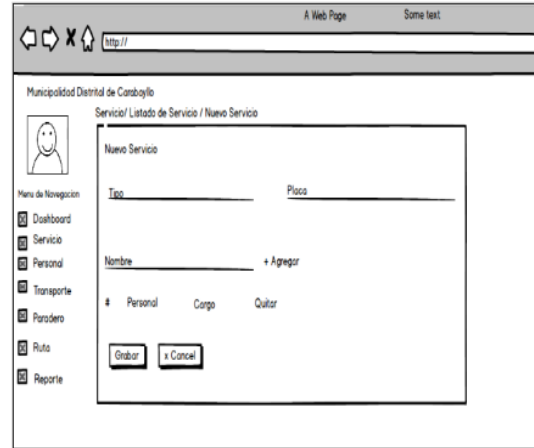 A Web Page Some text
http://
Municipalidad Distrital de Carabayllo
Servicio/ Listado de Servicio / Nuevo Servicio
Nuevo Servicio
Tipo Placa
Nombre + Agregar
# Personal Cargo Quitar
Grabar x Cancel
Menu de Navegacion
Dashboard
Servicio
Personal
Transporte
Paradero
Ruta
Reporte